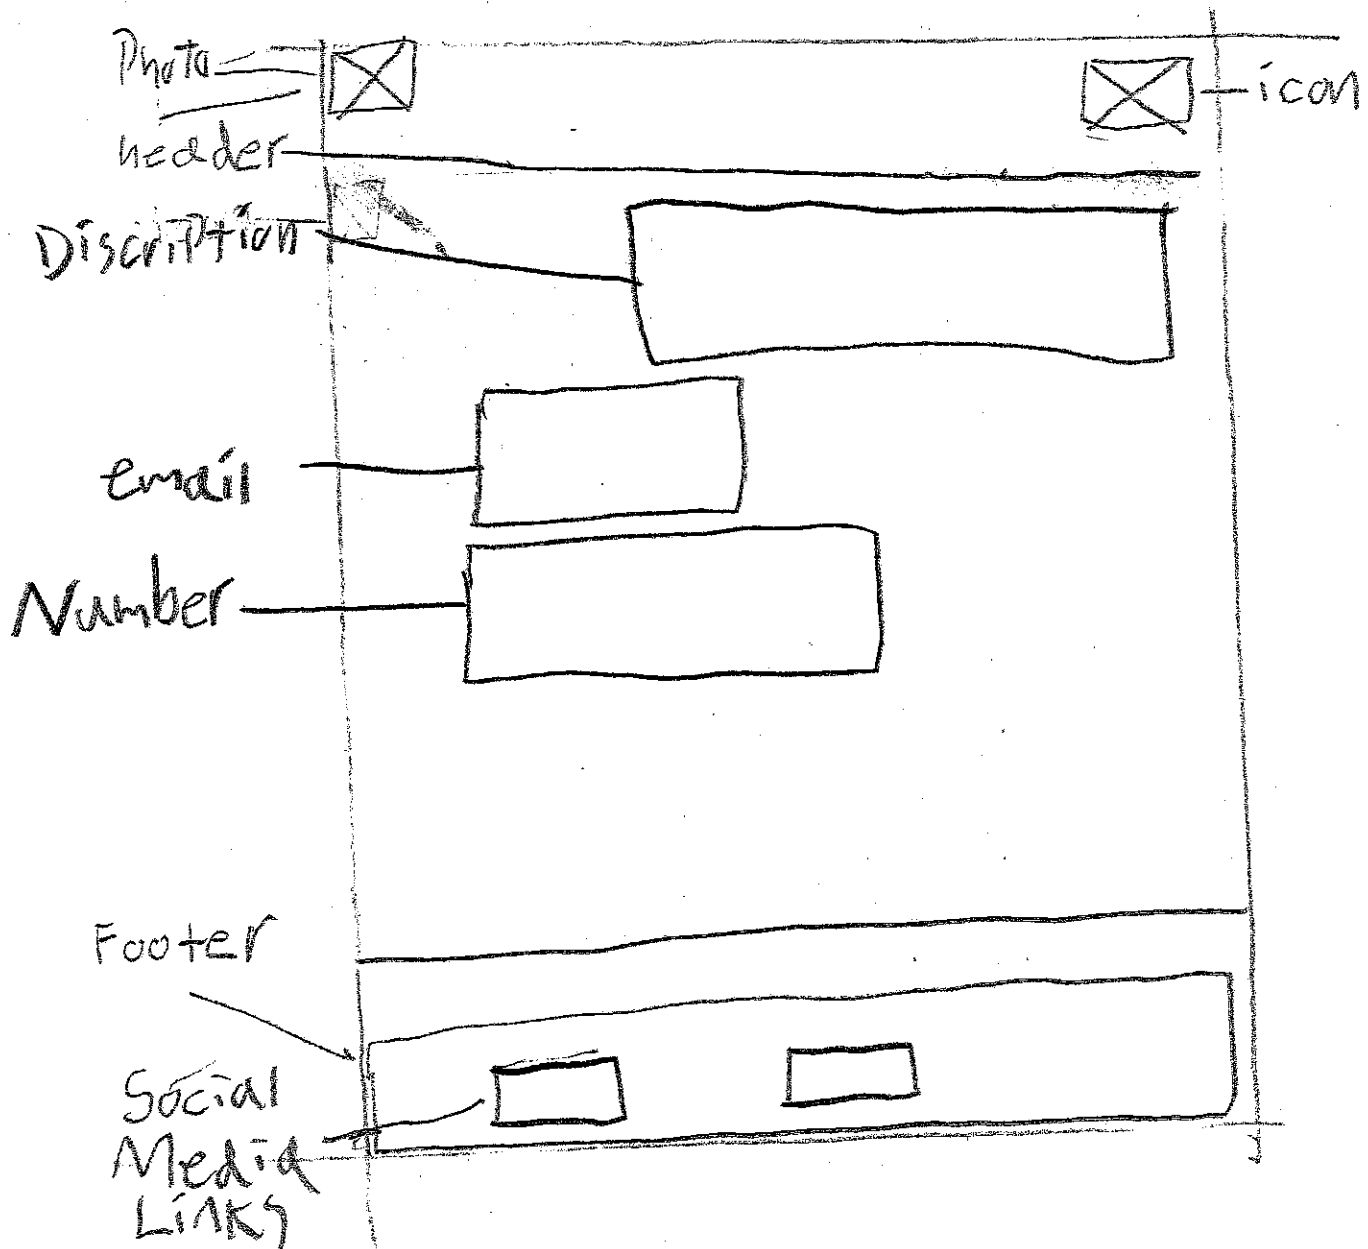 Photo
icon
header
Discription
email
Number
Footer
Social
Media
Links